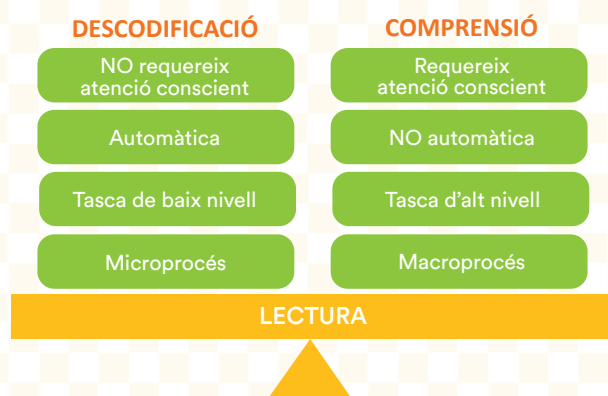 DESCODIFICACIÓ
NO requereix
atenció conscient
Automàtica
Tasca de baix nivell
Microprocés
COMPRENSIÓ
Requereix
atenció conscient
NO automàtica
Tasca d'alt nivell
Macroprocés
LECTURA